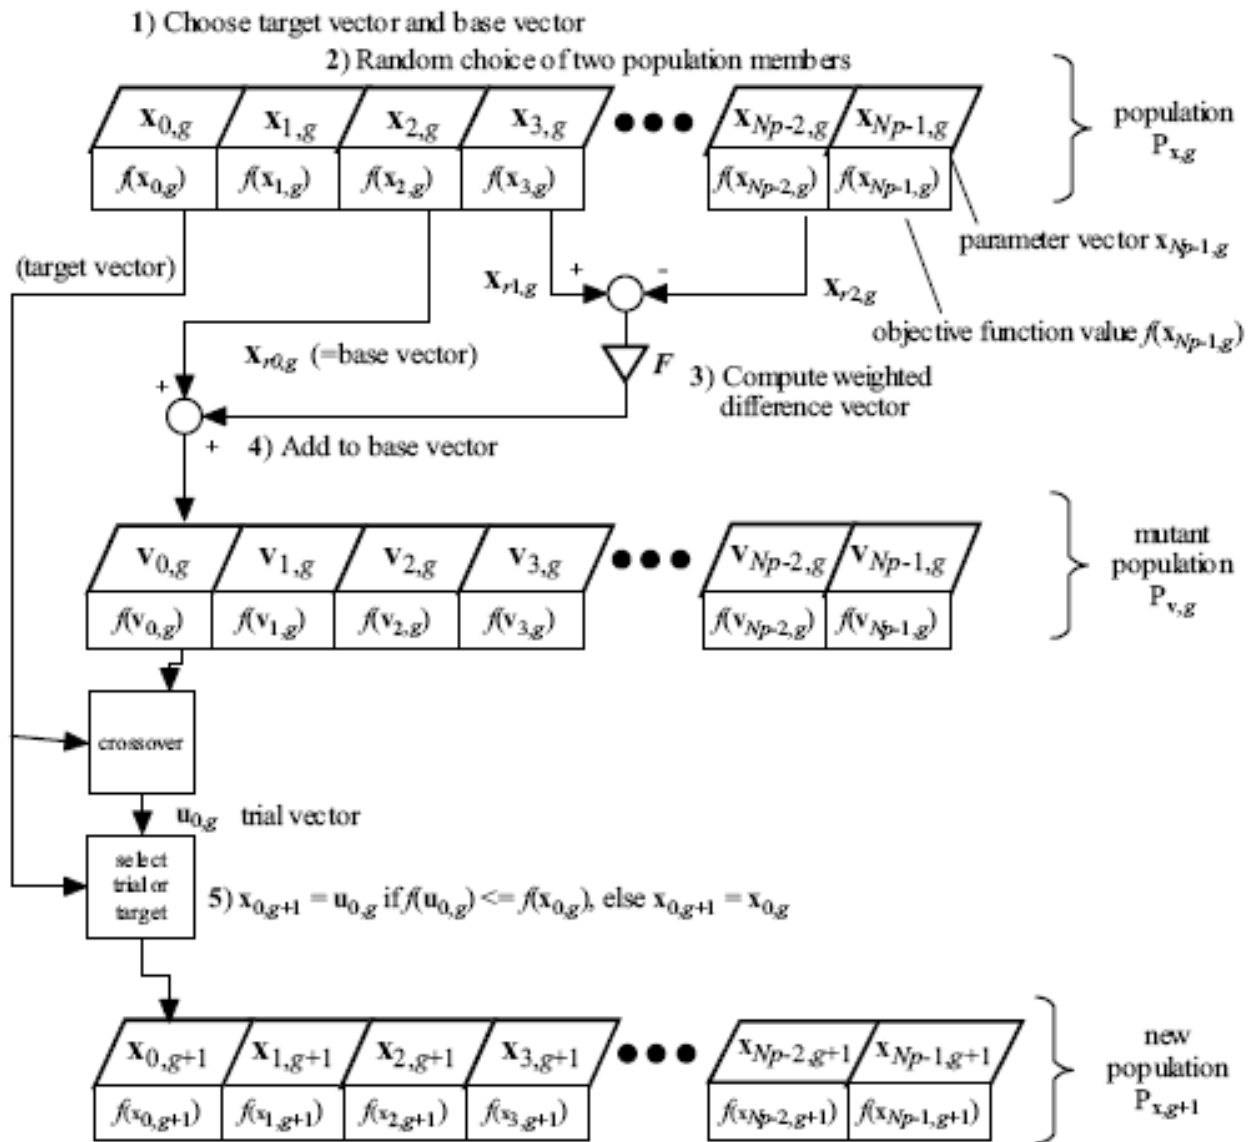 1) Choose target vector and base vector
2) Random choice of two population members
x0,g x1,g x2,g x3,g ●●● xNp-2,g xNp-1,g
f(x0,g) f(x1,g) f(x2,g) f(x3,g) f(xNp-2,g) f(xNp-1,g)
population
Px,g
parameter vector xNp-1,g
objective function value f(xNp-1,g)
(target vector)
xr1,g + - xr2,g
xr0,g (=base vector)
F
3) Compute weighted
difference vector
+
+ 4) Add to base vector
v0,g v1,g v2,g v3,g ●●● vNp-2,g vNp-1,g
f(v0,g) f(v1,g) f(v2,g) f(v3,g) f(vNp-2,g) f(vNp-1,g)
mutant
population
Pv,g
crossover
u0,g trial vector
select
trial or
target
5) x0,g+1 = u0,g if f(u0,g) <= f(x0,g), else x0,g+1 = x0,g
x0,g+1 x1,g+1 x2,g+1 x3,g+1 ●●● xNp-2,g+1 xNp-1,g+1
f(x0,g+1) f(x1,g+1) f(x2,g+1) f(x3,g+1) f(xNp-2,g+1) f(xNp-1,g+1)
new
population
Px,g+1